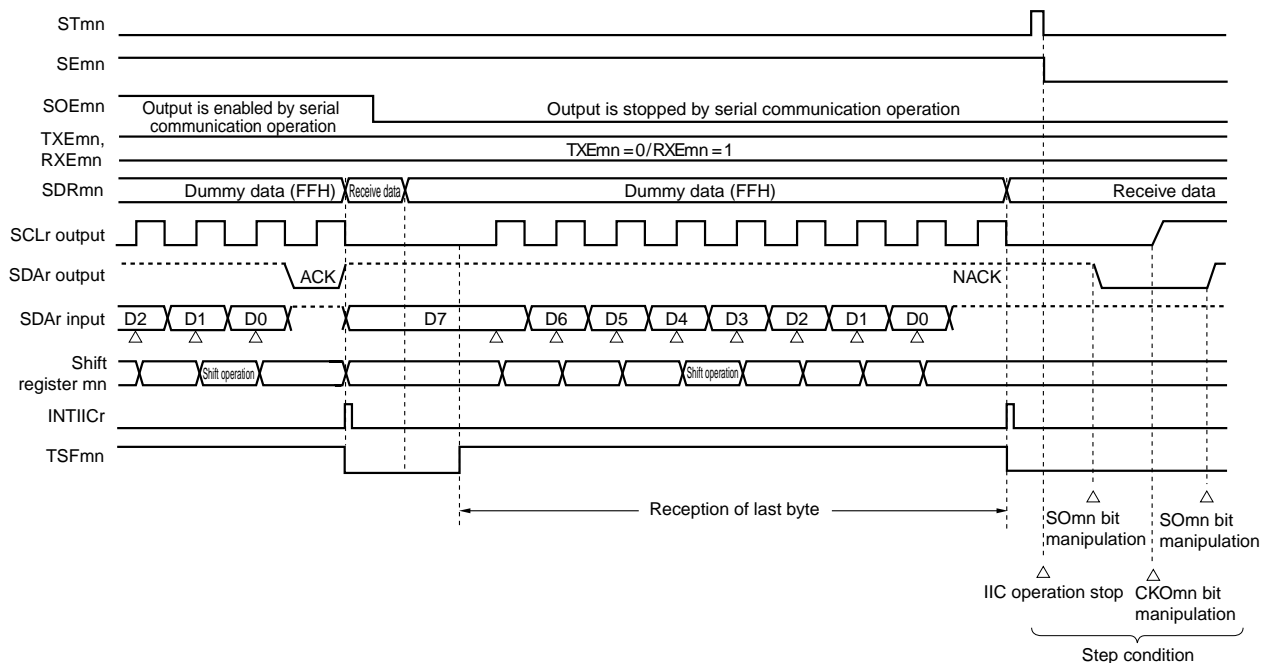 STmn
SEmn
SOEmn
Output is enabled by serial
communication operation
Output is stopped by serial communication operation
TXEmn,
RXEmn
TXEmn = 0/RXEmn = 1
SDRmn
Dummy data (FFH)
Receive data
Dummy data (FFH)
Receive data
SCLr output
SDAr output
ACK
NACK
SDAr input
D2
D1
D0
D7
D6
D5
D4
D3
D2
D1
D0
Shift
register mn
Shift operation
Shift operation
INTIICr
TSFmn
Reception of last byte
SOmn bit
manipulation
SOmn bit
manipulation
IIC operation stop
CKOmn bit
manipulation
Step condition